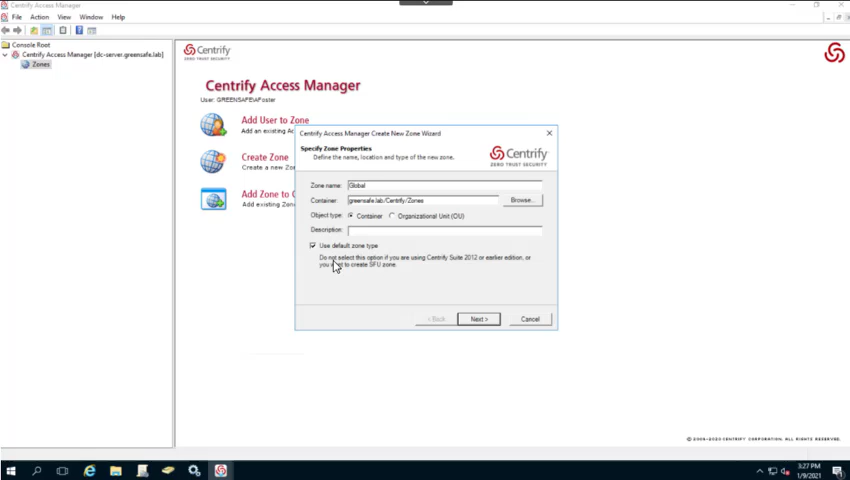 Centrify Access Manager
File Action View Window Help
Console Root
Centrify Access Manager [dc-server.greensafe.lab]
Zones
Centrify
ZERO TRUST SECURITY
Centrify Access Manager
User: GREENSAFE\AFoster
Add User to Zone
Add an existing Ac
Create Zone
Create a new Zon
Add Zone to C
Add existing Zon
Centrify Access Manager Create New Zone Wizard
Specify Zone Properties
Define the name, location and type of the new zone.
Centrify
ZERO TRUST SECURITY
Zone name: Global
Container: greensafe.lab/Centrify/Zones Browse...
Object type: Container Organizational Unit (OU)
Description:
Use default zone type
Do not select this option if you are using Centrify Suite 2012 or earlier edition, or
you want to create SFU zone.
< Back Next > Cancel
© 2004-2020 CENTRIFY CORPORATION. ALL RIGHTS RESERVED.
3:27 PM
1/9/2021